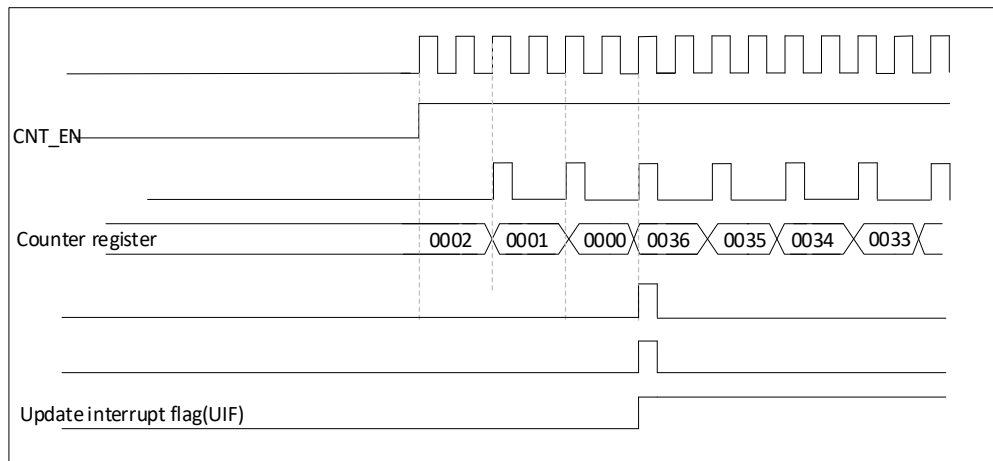 CNT_EN
Counter register 0002 0001 0000 0036 0035 0034 0033
Update interrupt flag(UIF)